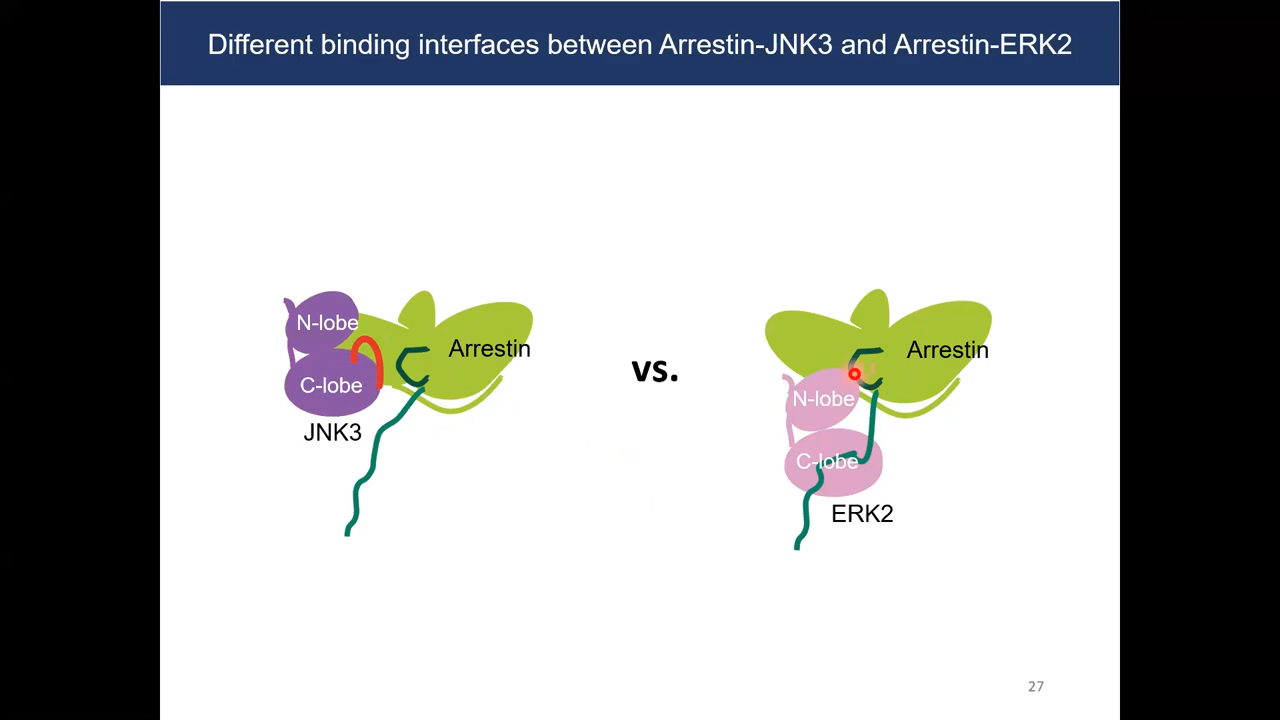 Different binding interfaces between Arrestin-JNK3 and Arrestin-ERK2
N-lobe
Arrestin
C-lobe
JNK3
vs.
Arrestin
N-lobe
C-lobe
ERK2
27